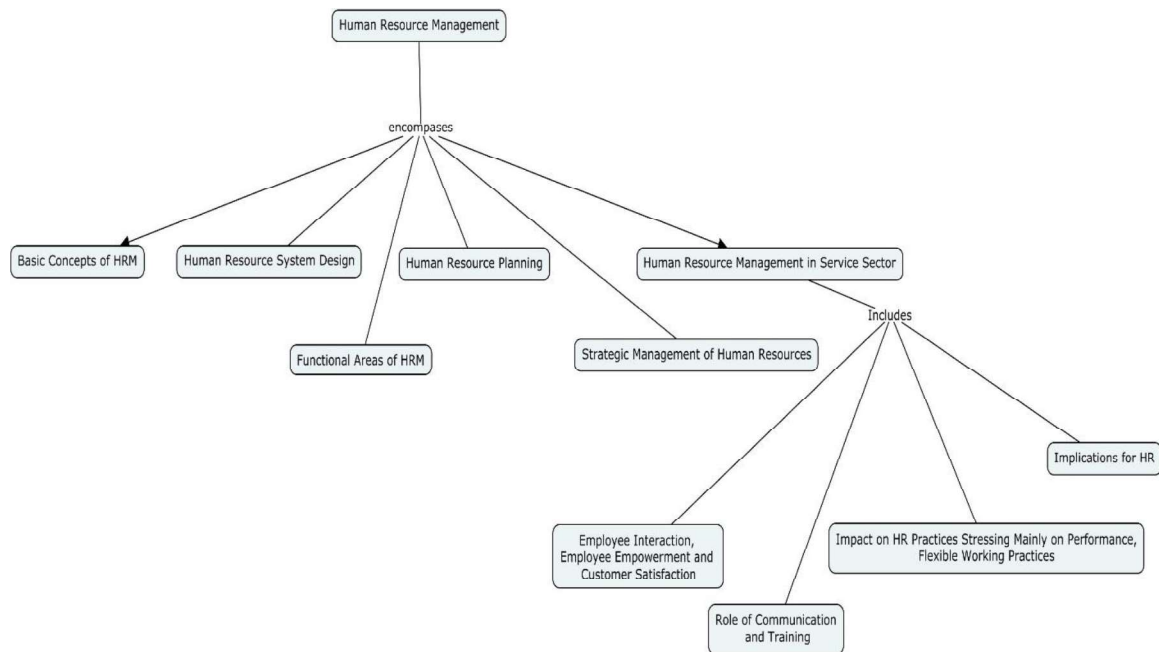 Human Resource Management
encompases
Basic Concepts of HRM
Human Resource System Design
Human Resource Planning
Human Resource Management in Service Sector
Includes
Functional Areas of HRM
Strategic Management of Human Resources
Implications for HR
Employee Interaction,
Employee Empowerment and
Customer Satisfaction
Impact on HR Practices Stressing Mainly on Performance,
Flexible Working Practices
Role of Communication
and Training